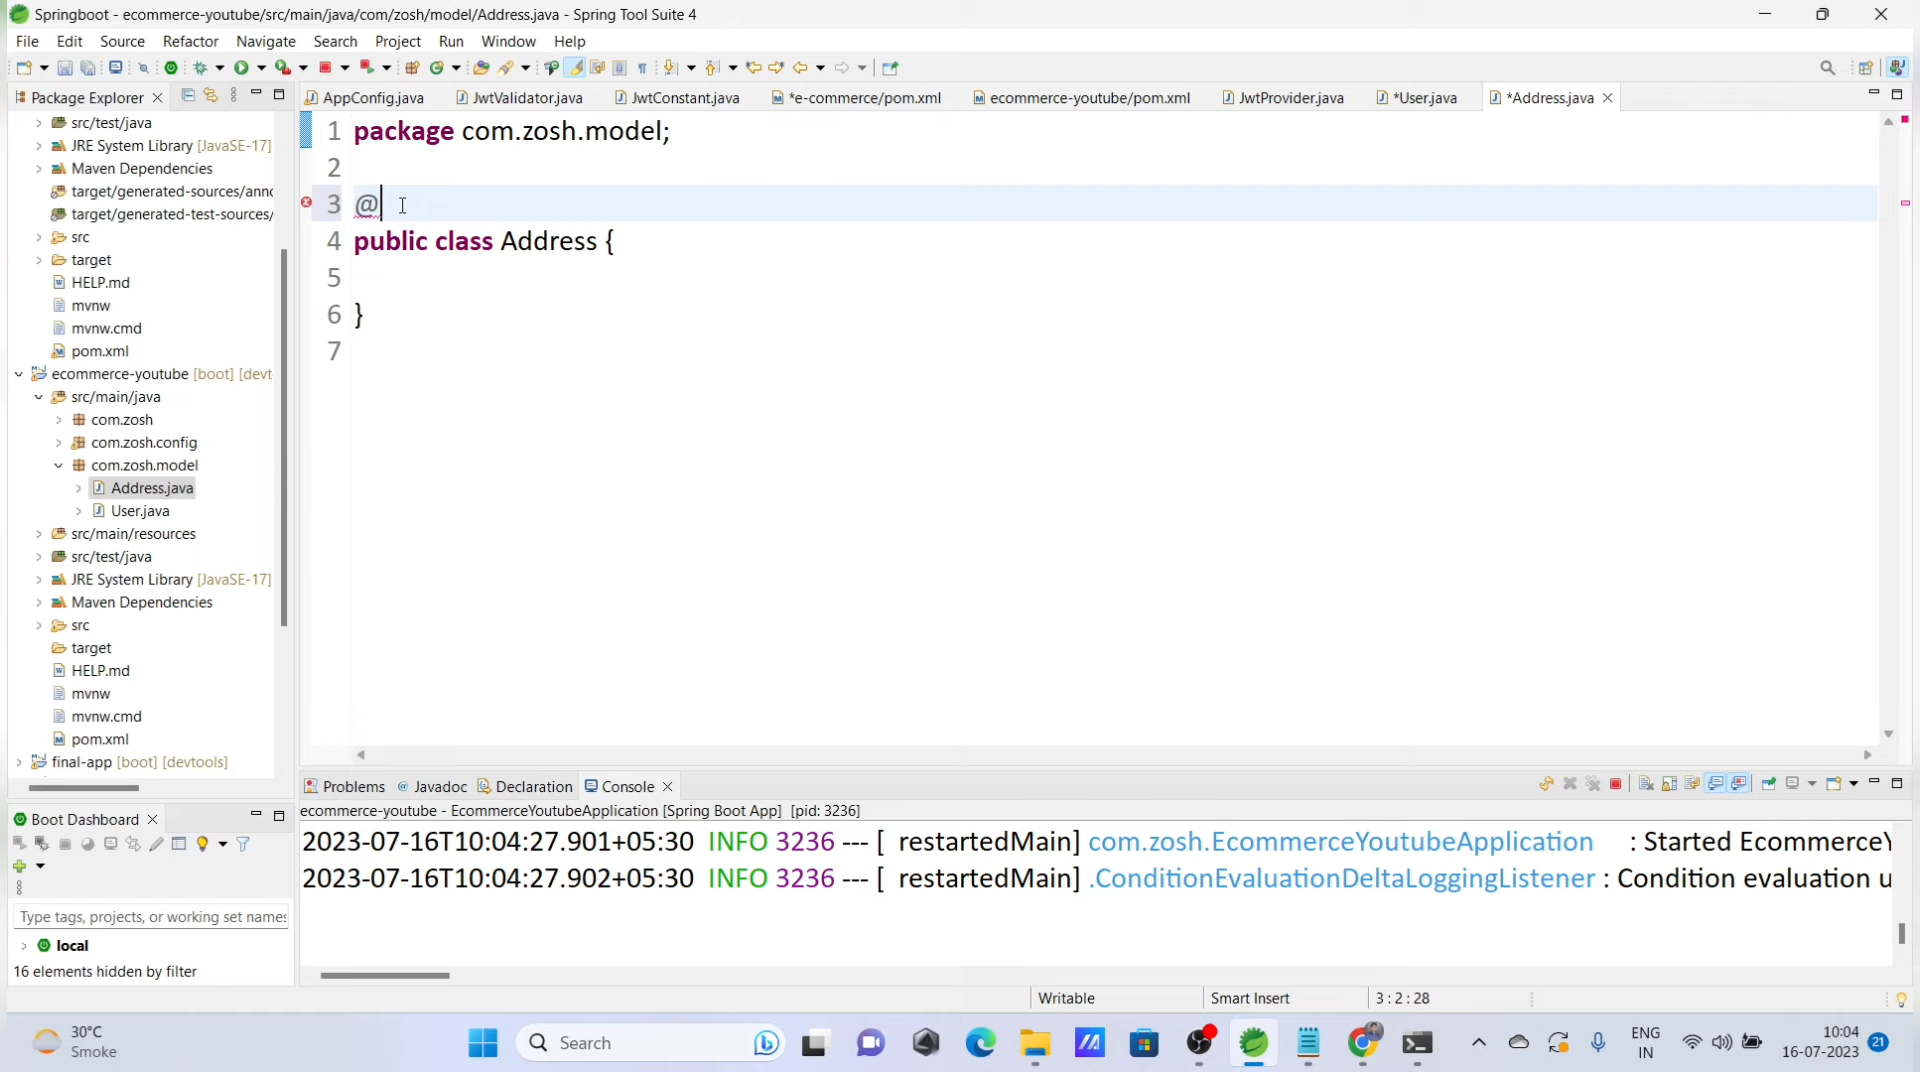 Springboot - ecommerce-youtube/src/main/java/com/zosh/model/Address.java - Spring Tool Suite 4
File Edit Source Refactor Navigate Search Project Run Window Help
Package Explorer
AppConfig.java JwtValidator.java JwtConstant.java *e-commerce/pom.xml ecommerce-youtube/pom.xml JwtProvider.java *User.java *Address.java
src/test/java
JRE System Library [JavaSE-17]
Maven Dependencies
target/generated-sources/anno
target/generated-test-sources/
src
target
HELP.md
mvnw
mvnw.cmd
pom.xml
ecommerce-youtube [boot] [devt
src/main/java
com.zosh
com.zosh.config
com.zosh.model
Address.java
User.java
src/main/resources
src/test/java
JRE System Library [JavaSE-17]
Maven Dependencies
src
target
HELP.md
mvnw
mvnw.cmd
pom.xml
final-app [boot] [devtools]
1 package com.zosh.model;
2
3 @
4 public class Address {
5
6 }
7
Boot Dashboard
Type tags, projects, or working set names
local
16 elements hidden by filter
Problems Javadoc Declaration Console
ecommerce-youtube - EcommerceYoutubeApplication [Spring Boot App] [pid: 3236]
2023-07-16T10:04:27.901+05:30 INFO 3236 --- [ restartedMain] com.zosh.EcommerceYoutubeApplication : Started EcommerceY
2023-07-16T10:04:27.902+05:30 INFO 3236 --- [ restartedMain] .ConditionEvaluationDeltaLoggingListener : Condition evaluation u
Writable Smart Insert 3 : 2 : 28
30°C
Smoke
Search
ENG
IN
10:04
16-07-2023
21